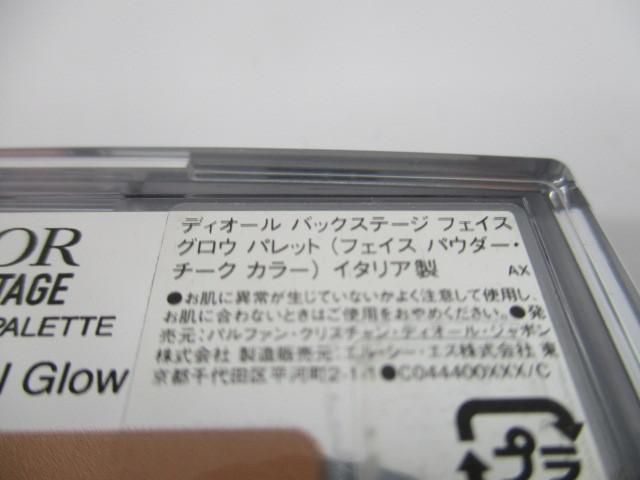 OR
TAGE
PALETTE
l Glow
ディオール バックステージ フェイス
グロウ パレット（フェイス パウダー・
チーク カラー）イタリア製 AX
●お肌に異常が生じていないかよく注意して使用し、
お肌に合わないときはご使用をおやめください。●発
売元：パルファン・クリスチャン・ディオール・ジャポン
株式会社 製造販売元：エル・シー・エス株式会社 東
京都千代田区平河町2-1-1●C044400XXX/C
プラ